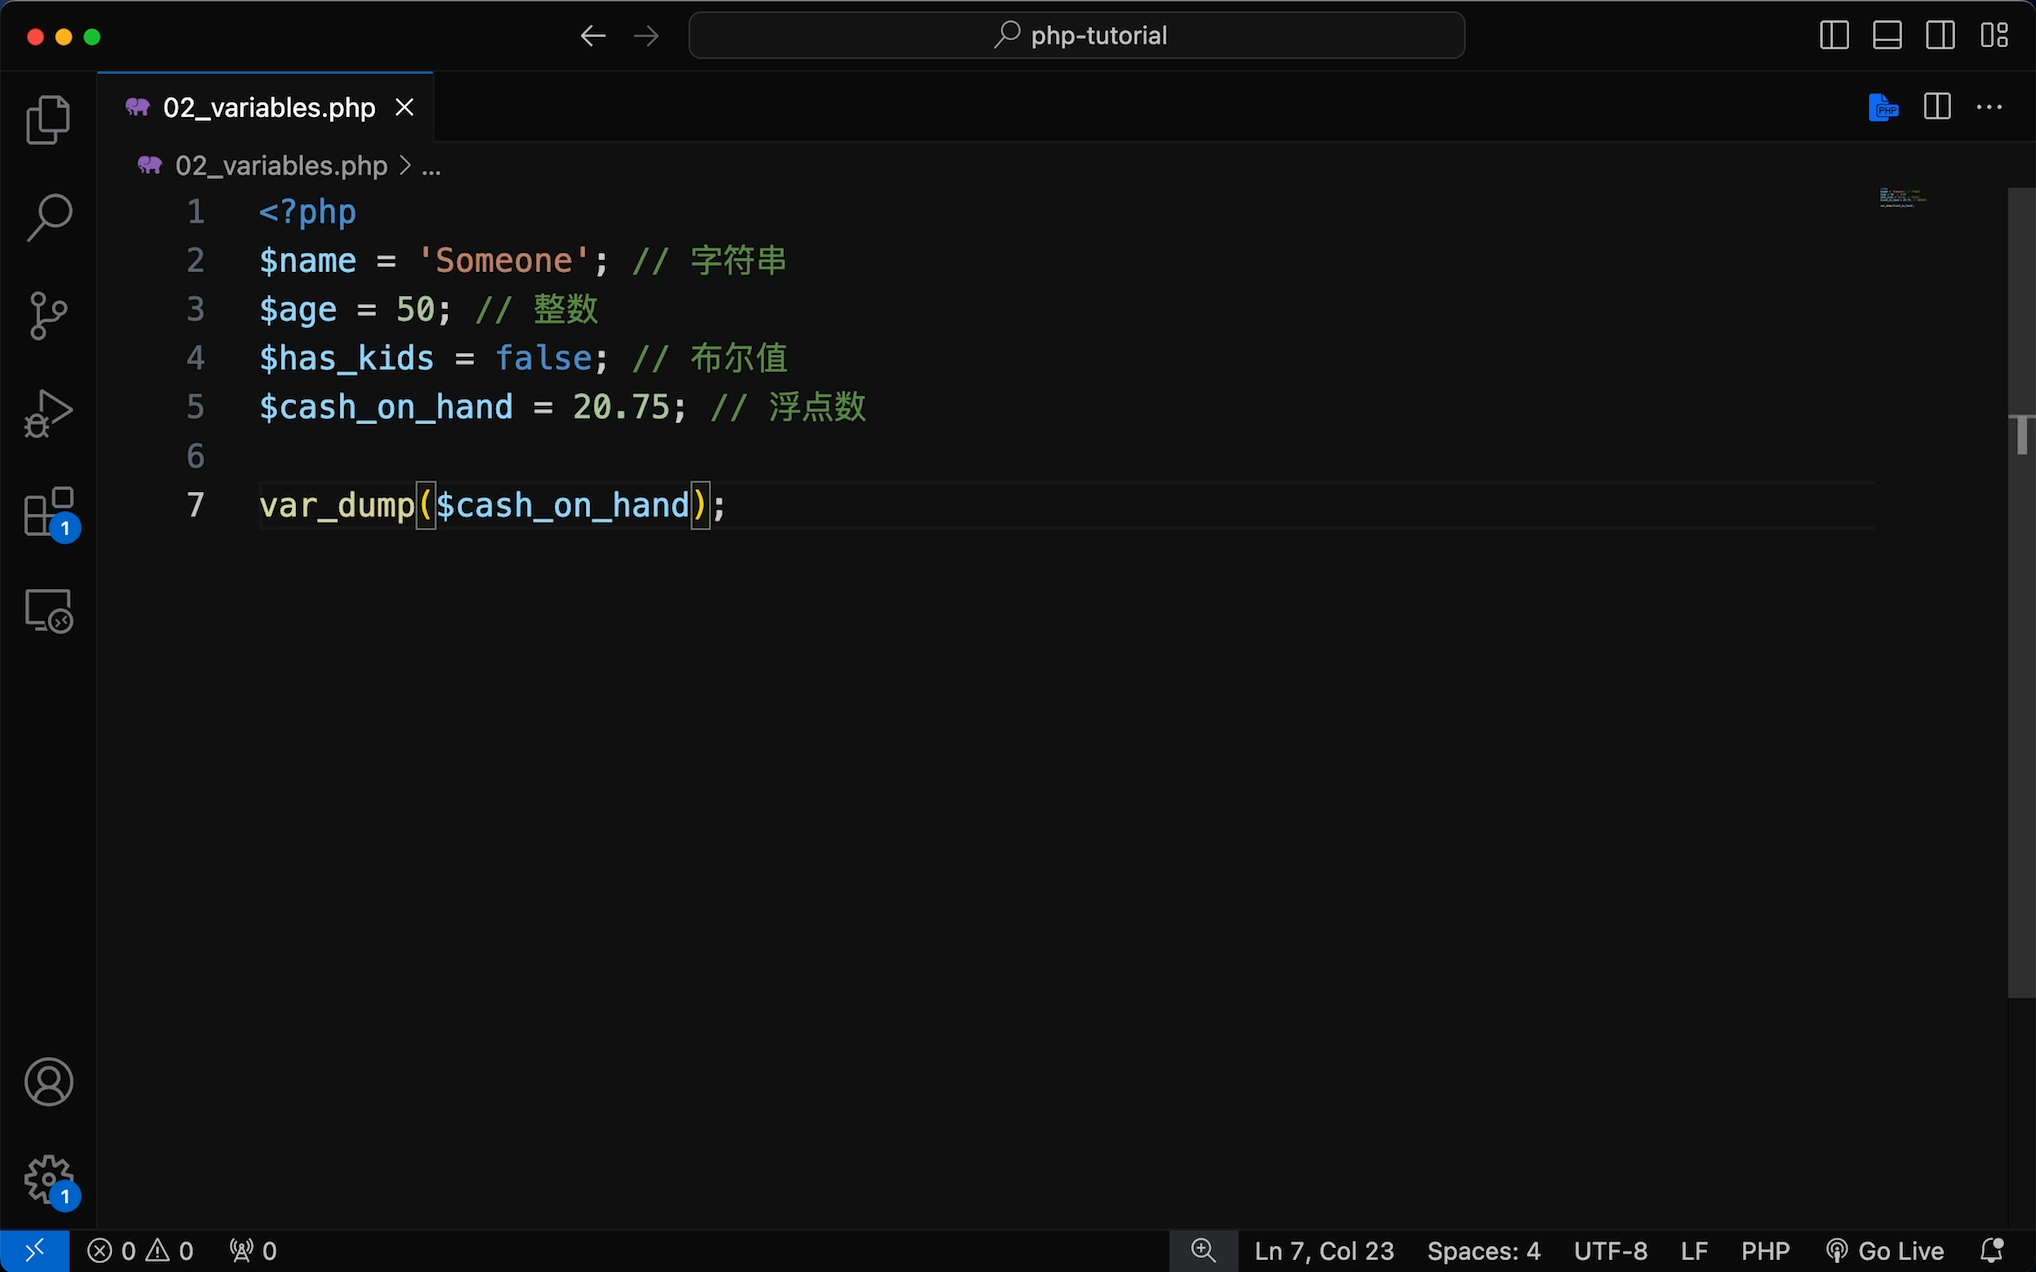 php-tutorial
02_variables.php
02_variables.php > ...
1 <?php
2 $name = 'Someone'; // 字符串
3 $age = 50; // 整数
4 $has_kids = false; // 布尔值
5 $cash_on_hand = 20.75; // 浮点数
6
7 var_dump($cash_on_hand);
1
1
0 0 0 Ln 7, Col 23 Spaces: 4 UTF-8 LF PHP Go Live